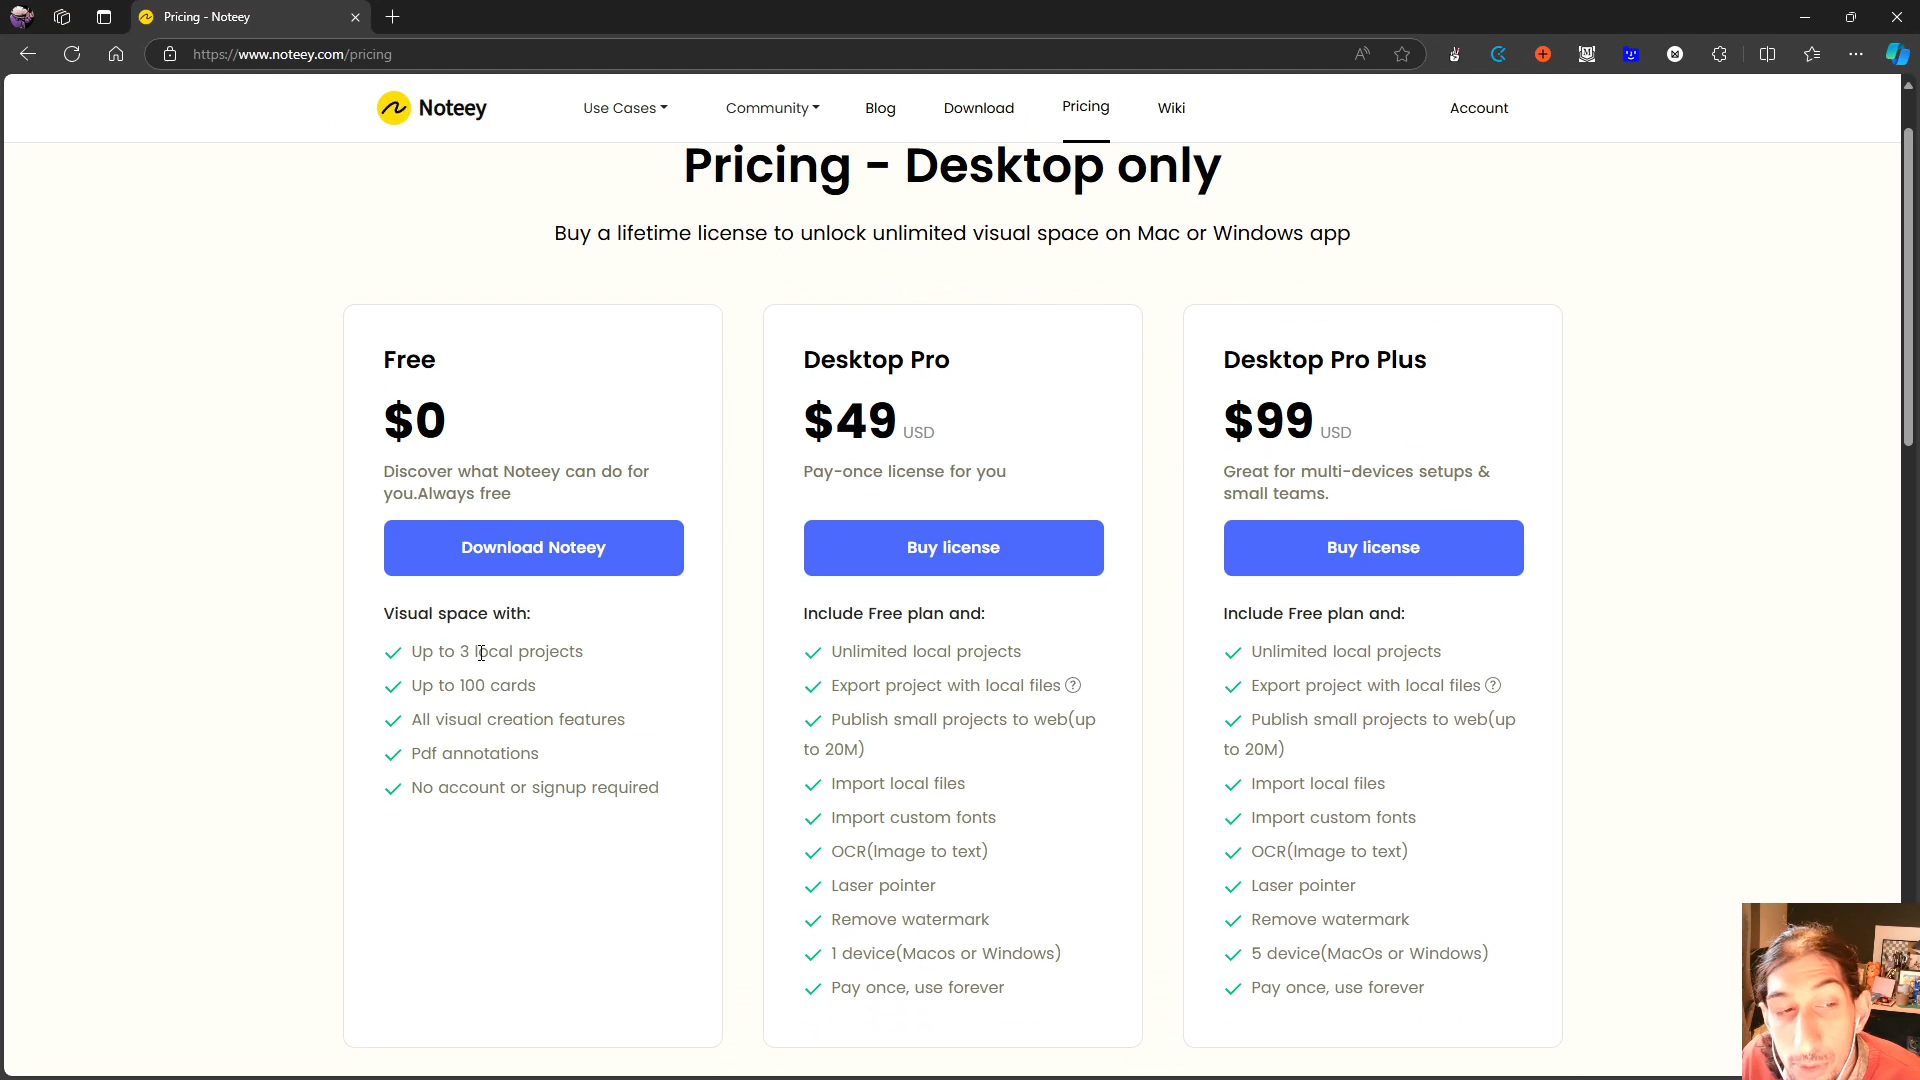 Pricing - Noteey
https://www.noteey.com/pricing
Noteey
Use Cases
Community
Blog
Download
Pricing
Wiki
Account
Pricing - Desktop only
Buy a lifetime license to unlock unlimited visual space on Mac or Windows app
Free
$0
Discover what Noteey can do for
you.Always free
Download Noteey
Visual space with:
Up to 3 local projects
Up to 100 cards
All visual creation features
Pdf annotations
No account or signup required
Desktop Pro
$49 USD
Pay-once license for you
Buy license
Include Free plan and:
Unlimited local projects
Export project with local files ?
Publish small projects to web(up
to 20M)
Import local files
Import custom fonts
OCR(Image to text)
Laser pointer
Remove watermark
1 device(Macos or Windows)
Pay once, use forever
Desktop Pro Plus
$99 USD
Great for multi-devices setups &
small teams.
Buy license
Include Free plan and:
Unlimited local projects
Export project with local files ?
Publish small projects to web(up
to 20M)
Import local files
Import custom fonts
OCR(Image to text)
Laser pointer
Remove watermark
5 device(MacOs or Windows)
Pay once, use forever